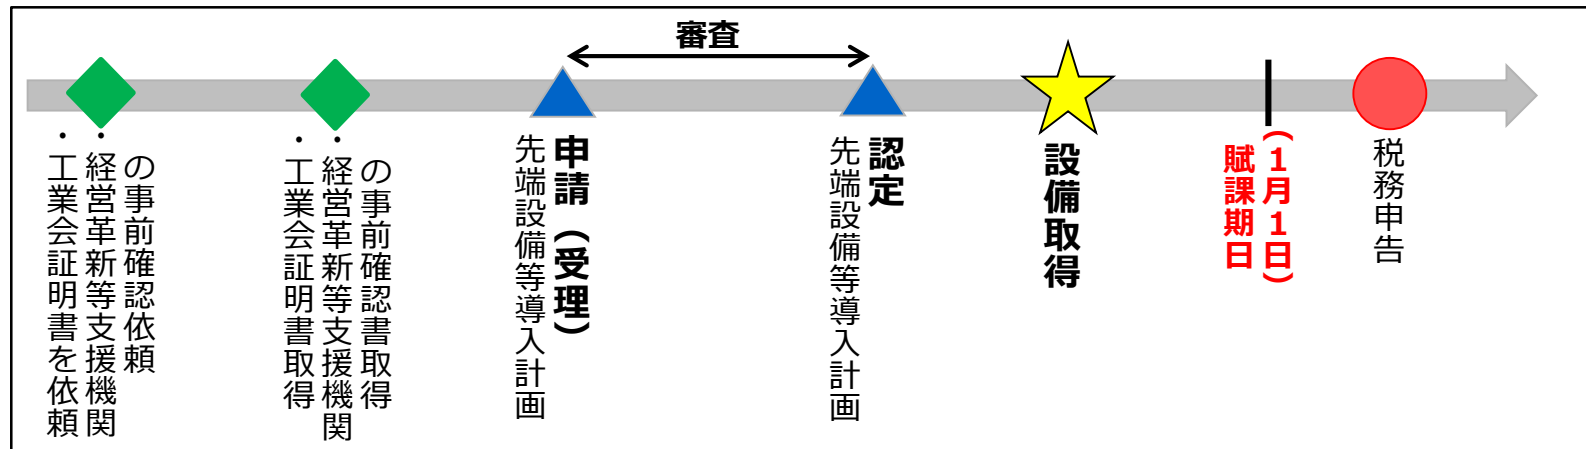 審査
・経営革新等支援機関
の事前確認依頼
・工業会証明書を依頼
・経営革新等支援機関
の事前確認書取得
・工業会証明書取得
先端設備等導入計画
申請（受理）
先端設備等導入計画
認定
設備取得
賦課期日
（1月1日）
税務申告